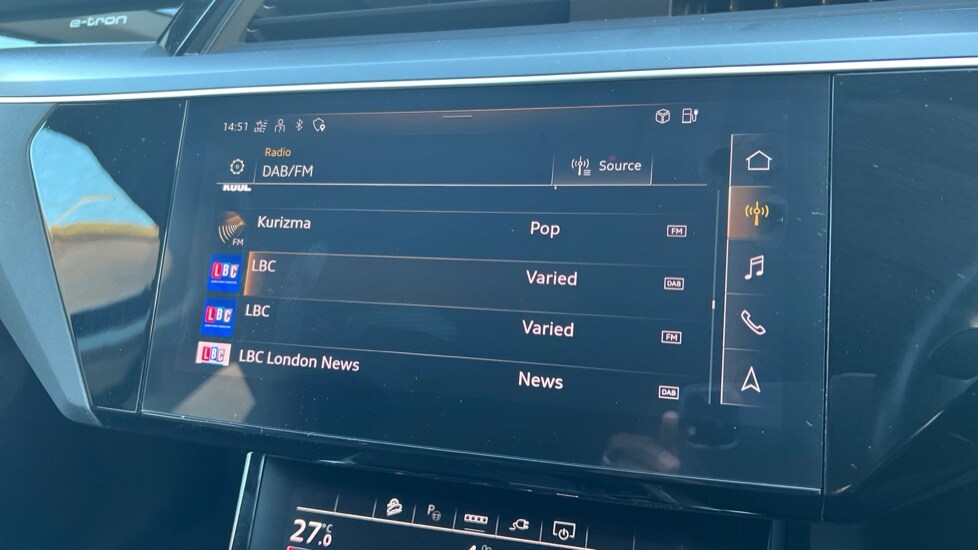 e-tron
14:51
Radio
DAB/FM
Source
KOOL
Kurizma Pop FM
FM
LBC LBC Varied DAB
LBC LBC Varied FM
LBC LBC London News News DAB
27.0 °C